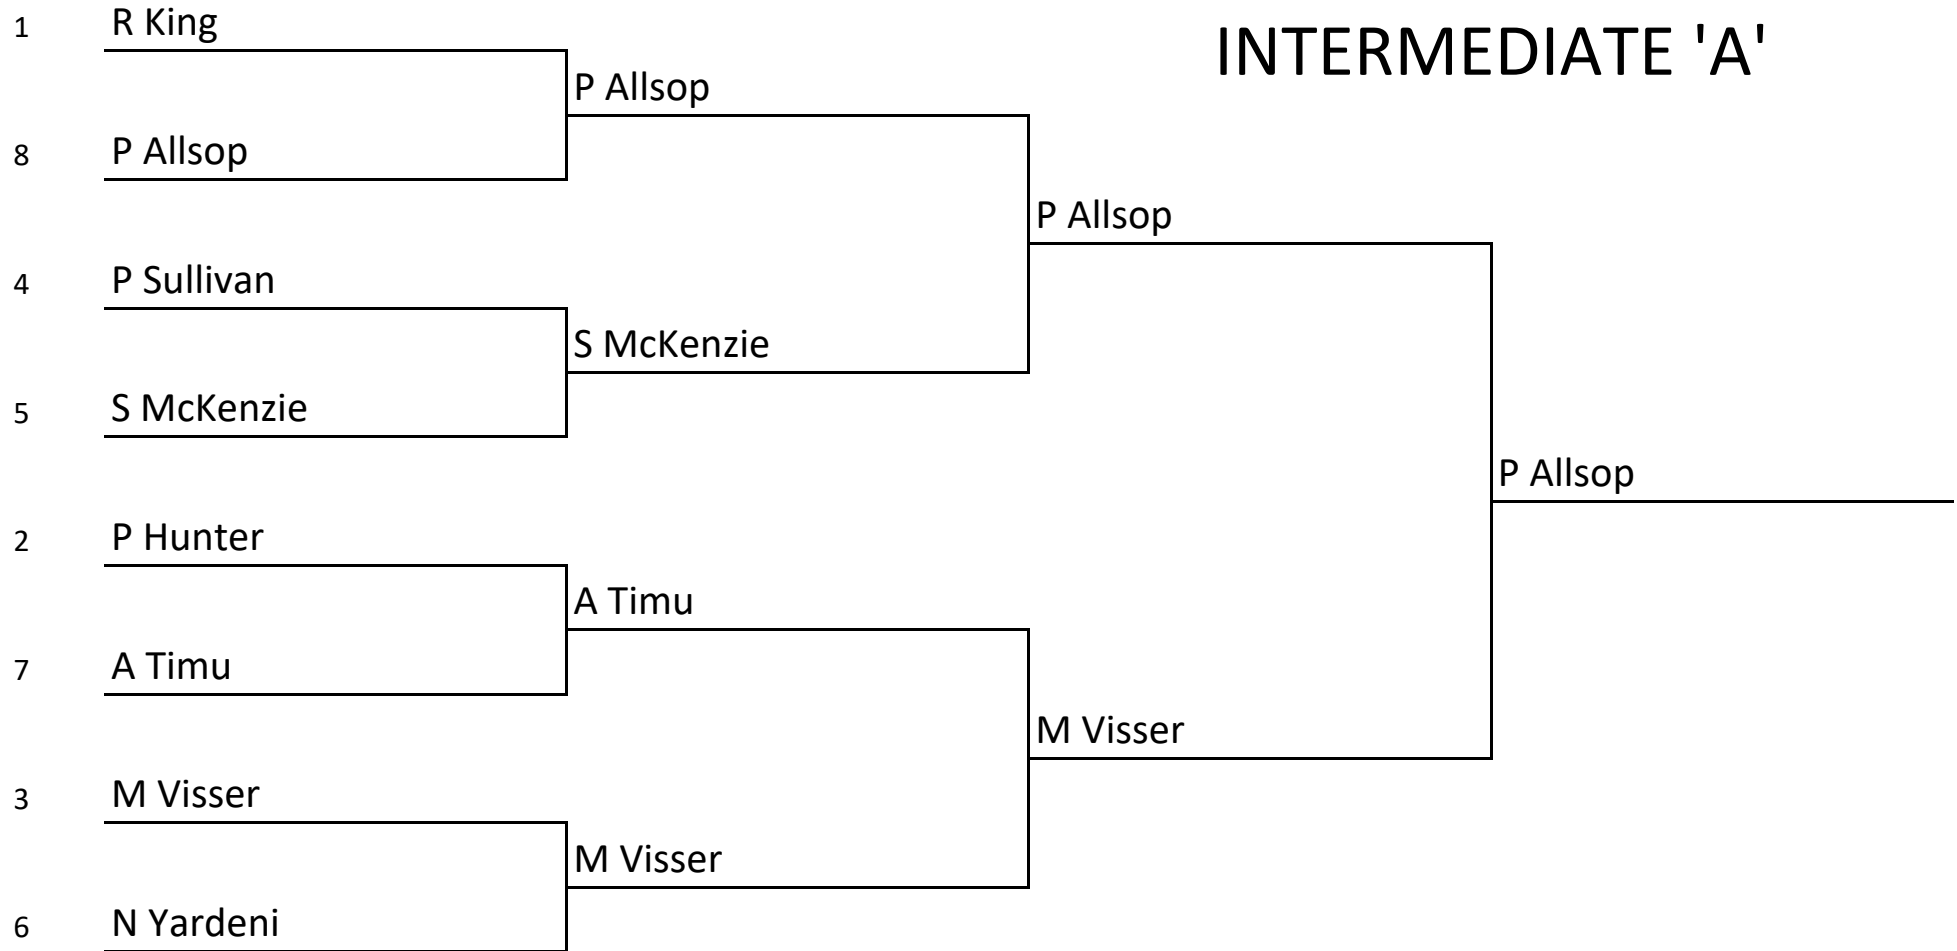 1 R King
INTERMEDIATE 'A'
P Allsop
8 P Allsop
P Allsop
4 P Sullivan
S McKenzie
5 S McKenzie
P Allsop
2 P Hunter
A Timu
7 A Timu
M Visser
3 M Visser
M Visser
6 N Yardeni